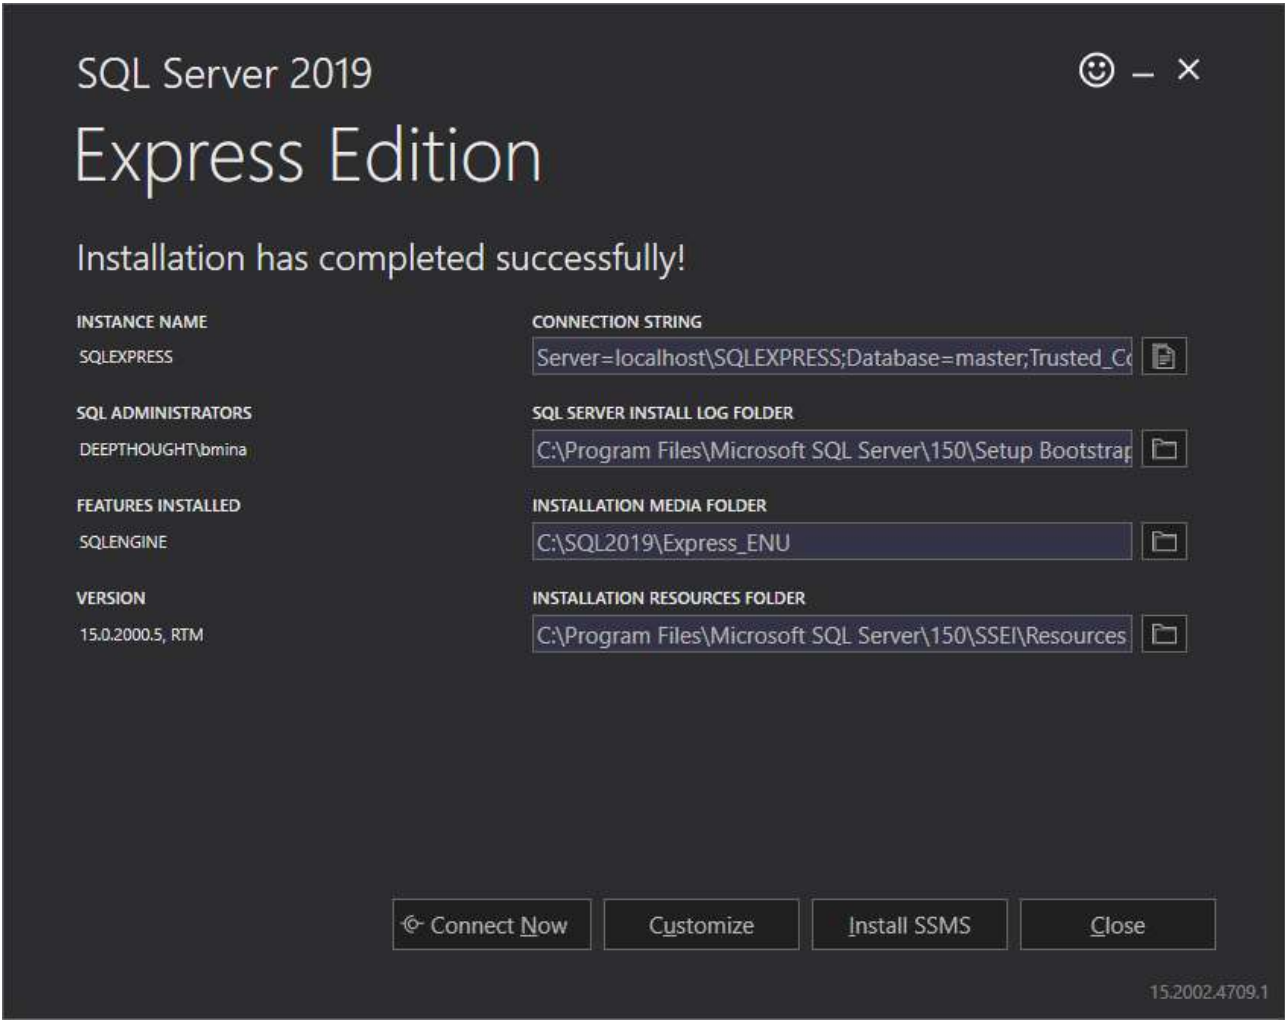 SQL Server 2019
Express Edition
Installation has completed successfully!
INSTANCE NAME
SQLEXPRESS
CONNECTION STRING
Server=localhost\SQLEXPRESS;Database=master;Trusted_Co
SQL ADMINISTRATORS
DEEPTHOUGHT\bmina
SQL SERVER INSTALL LOG FOLDER
C:\Program Files\Microsoft SQL Server\150\Setup Bootstrap
FEATURES INSTALLED
SQLENGINE
INSTALLATION MEDIA FOLDER
C:\SQL2019\Express_ENU
VERSION
15.0.2000.5, RTM
INSTALLATION RESOURCES FOLDER
C:\Program Files\Microsoft SQL Server\150\SSEI\Resources
Connect Now
Customize
Install SSMS
Close
15.2002.4709.1